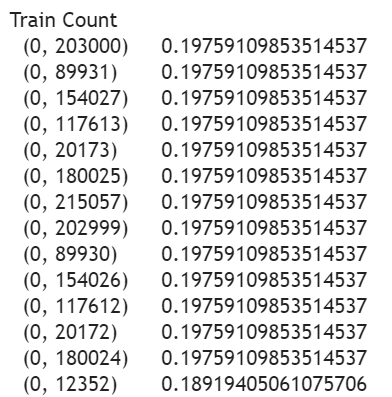 Train Count
(0, 203000) 0.19759109853514537
(0, 89931) 0.19759109853514537
(0, 154027) 0.19759109853514537
(0, 117613) 0.19759109853514537
(0, 20173) 0.19759109853514537
(0, 180025) 0.19759109853514537
(0, 215057) 0.19759109853514537
(0, 202999) 0.19759109853514537
(0, 89930) 0.19759109853514537
(0, 154026) 0.19759109853514537
(0, 117612) 0.19759109853514537
(0, 20172) 0.19759109853514537
(0, 180024) 0.19759109853514537
(0, 12352) 0.18919405061075706